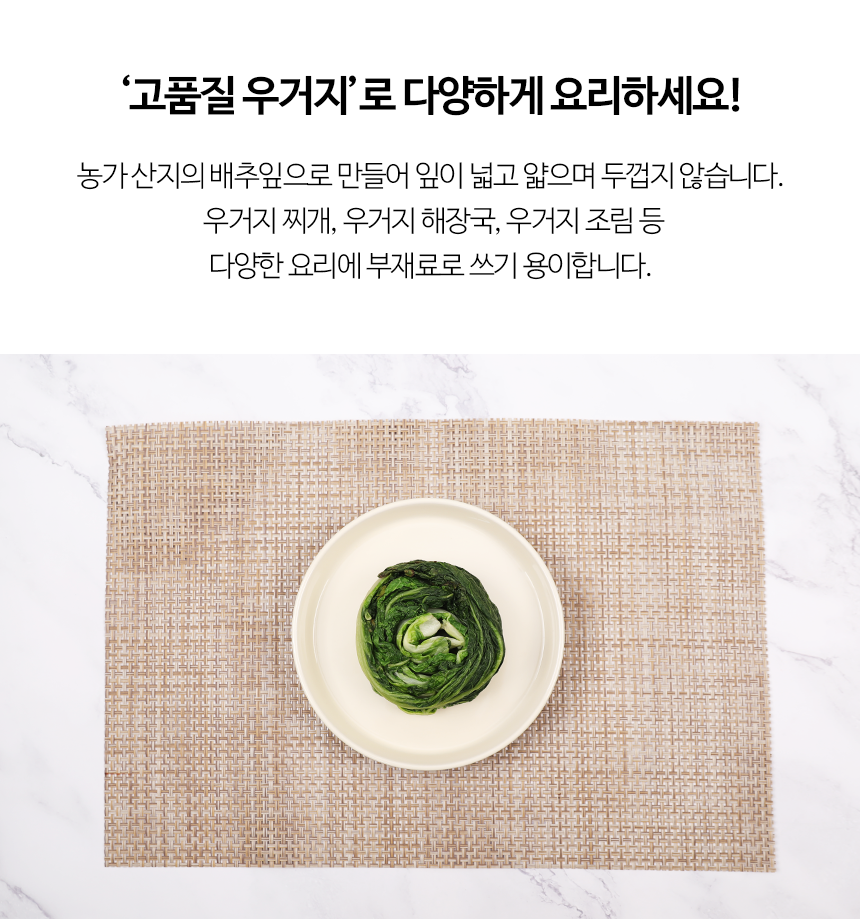 ‘고품질 우거지’로 다양하게 요리하세요!
농가 산지의 배추잎으로 만들어 잎이 넓고 얇으며 두껍지 않습니다.
우거지 찌개, 우거지 해장국, 우거지 조림 등
다양한 요리에 부재료로 쓰기 용이합니다.